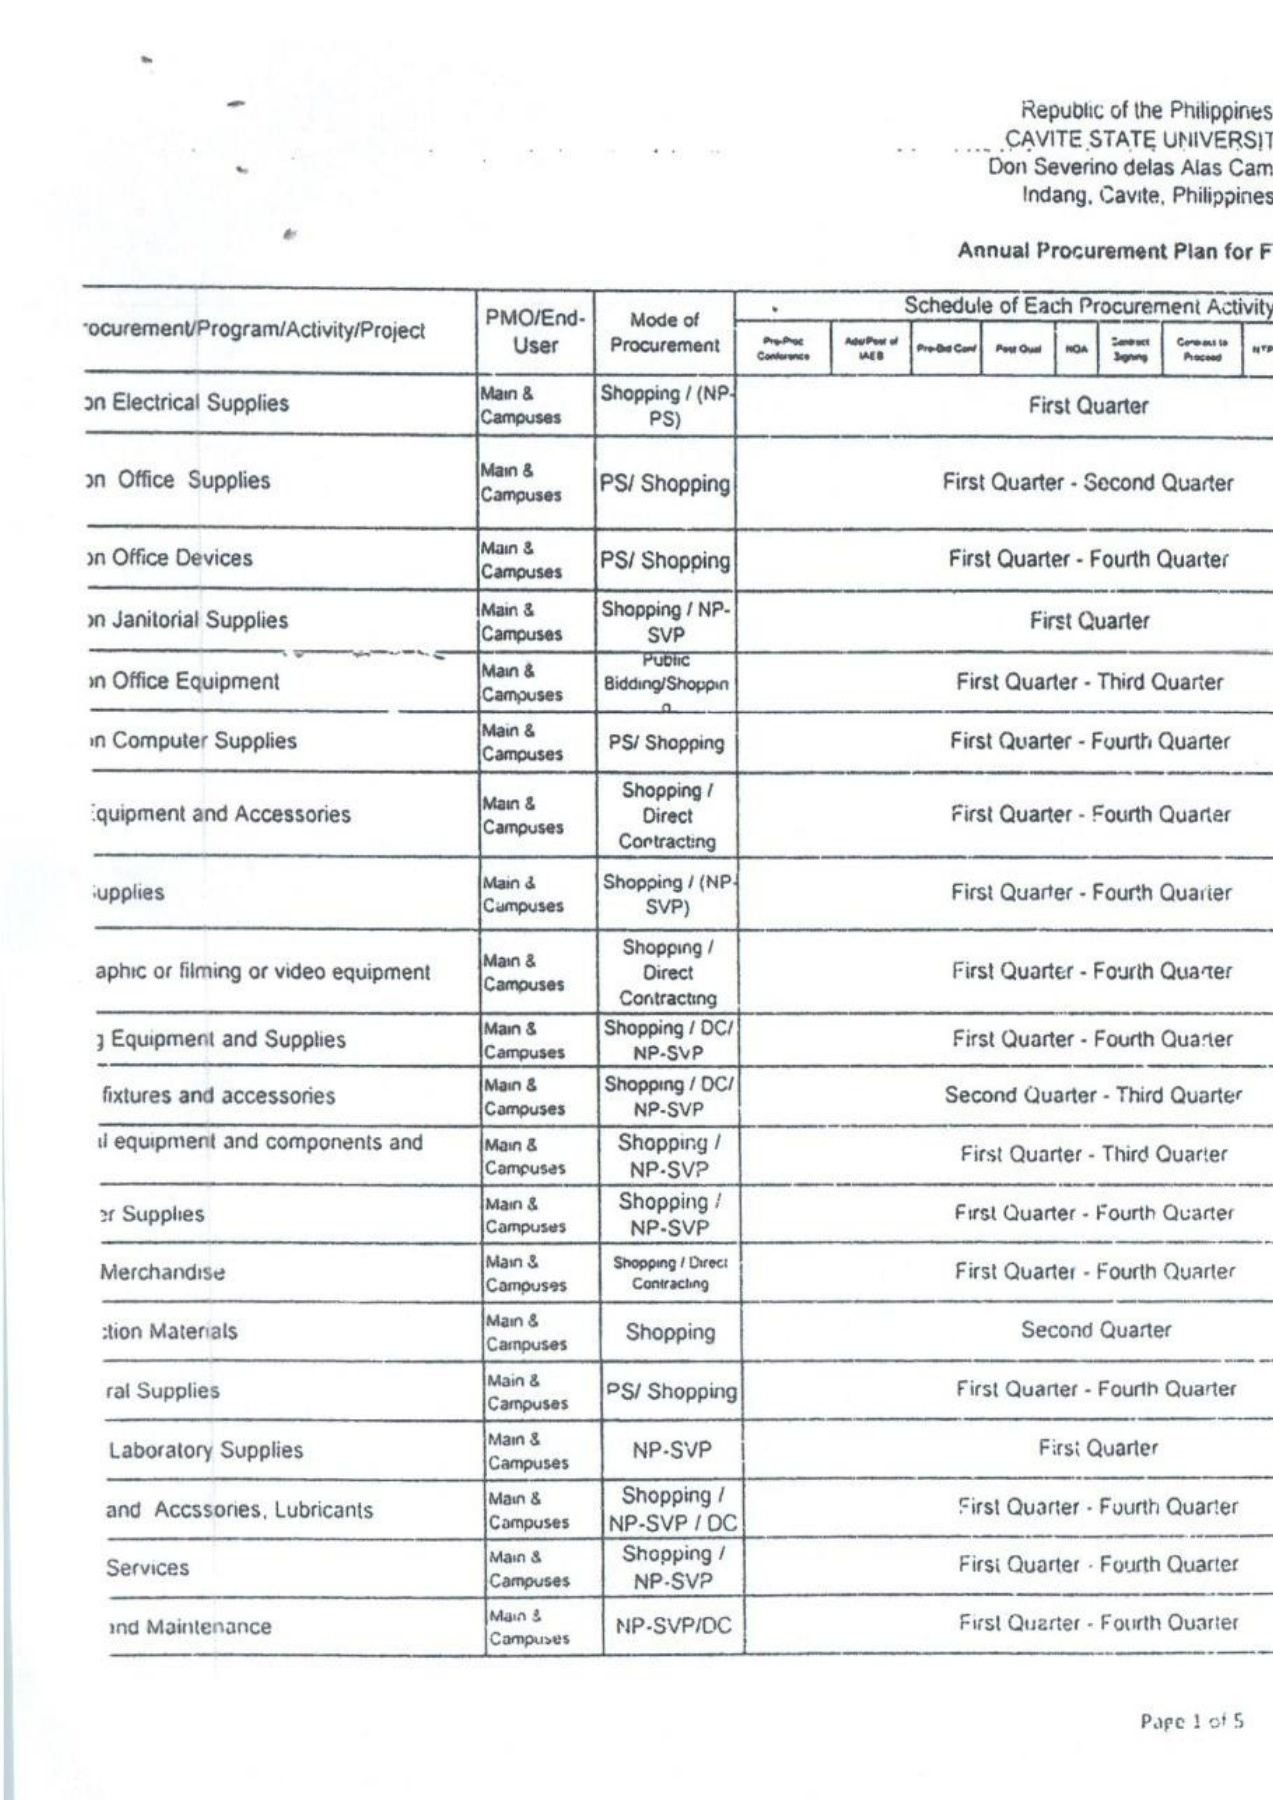 Republic of the Philippines
CAVITE STATE UNIVERSIT
Don Severino delas Alas Cam
Indang, Cavite, Philippines
Annual Procurement Plan for F
rocurement/Program/Activity/Project PMO/End-User Mode of Procurement Schedule of Each Procurement Activity
Pre-Proc Conference Ads/Post of IAEB Pre-Bid Conf Post Qual NOA Contract Signing Contract to Proceed NTP
on Electrical Supplies Main & Campuses Shopping / (NP-PS) First Quarter
on Office Supplies Main & Campuses PS/ Shopping First Quarter - Second Quarter
on Office Devices Main & Campuses PS/ Shopping First Quarter - Fourth Quarter
on Janitorial Supplies Main & Campuses Shopping / NP-SVP First Quarter
on Office Equipment Main & Campuses Public Bidding/Shopping First Quarter - Third Quarter
on Computer Supplies Main & Campuses PS/ Shopping First Quarter - Fourth Quarter
Equipment and Accessories Main & Campuses Shopping / Direct Contracting First Quarter - Fourth Quarter
upplies Main & Campuses Shopping / (NP-SVP) First Quarter - Fourth Quarter
aphic or filming or video equipment Main & Campuses Shopping / Direct Contracting First Quarter - Fourth Quarter
g Equipment and Supplies Main & Campuses Shopping / DC/ NP-SVP First Quarter - Fourth Quarter
fixtures and accessories Main & Campuses Shopping / DC/ NP-SVP Second Quarter - Third Quarter
al equipment and components and Main & Campuses Shopping / NP-SVP First Quarter - Third Quarter
er Supplies Main & Campuses Shopping / NP-SVP First Quarter - Fourth Quarter
Merchandise Main & Campuses Shopping / Direct Contracting First Quarter - Fourth Quarter
ction Materials Main & Campuses Shopping Second Quarter
ral Supplies Main & Campuses PS/ Shopping First Quarter - Fourth Quarter
Laboratory Supplies Main & Campuses NP-SVP First Quarter
and Accssories, Lubricants Main & Campuses Shopping / NP-SVP / DC First Quarter - Fourth Quarter
Services Main & Campuses Shopping / NP-SVP First Quarter - Fourth Quarter
and Maintenance Main & Campuses NP-SVP/DC First Quarter - Fourth Quarter
Page 1 of 5